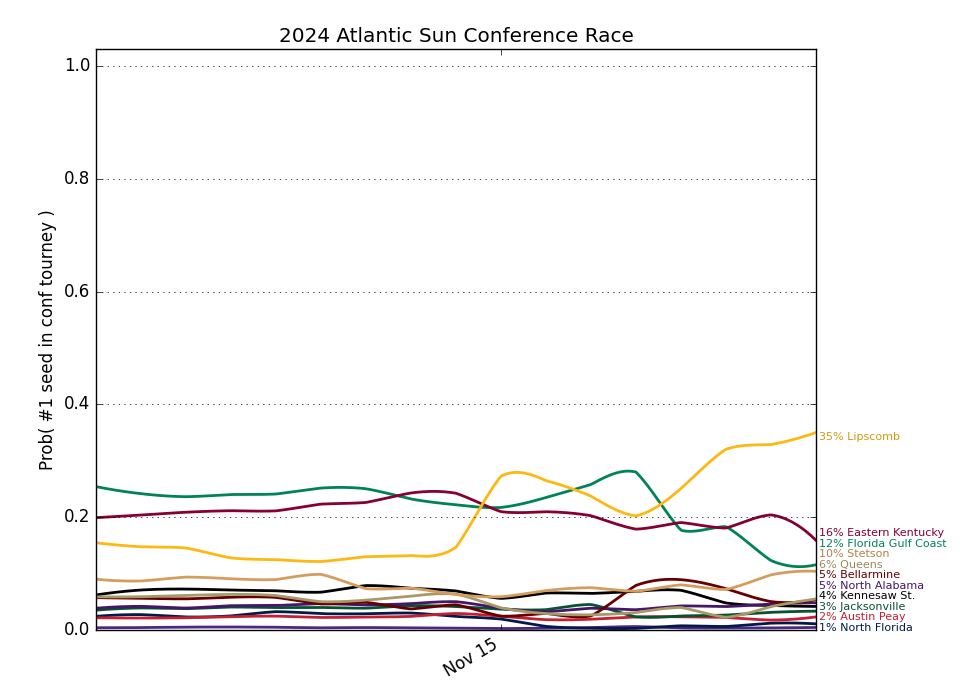 2024 Atlantic Sun Conference Race
Prob( #1 seed in conf tourney )
1.0
0.8
0.6
0.4
0.2
0.0
Nov 15
35% Lipscomb
16% Eastern Kentucky
12% Florida Gulf Coast
10% Stetson
6% Queens
5% Bellarmine
5% North Alabama
4% Kennesaw St.
3% Jacksonville
2% Austin Peay
1% North Florida